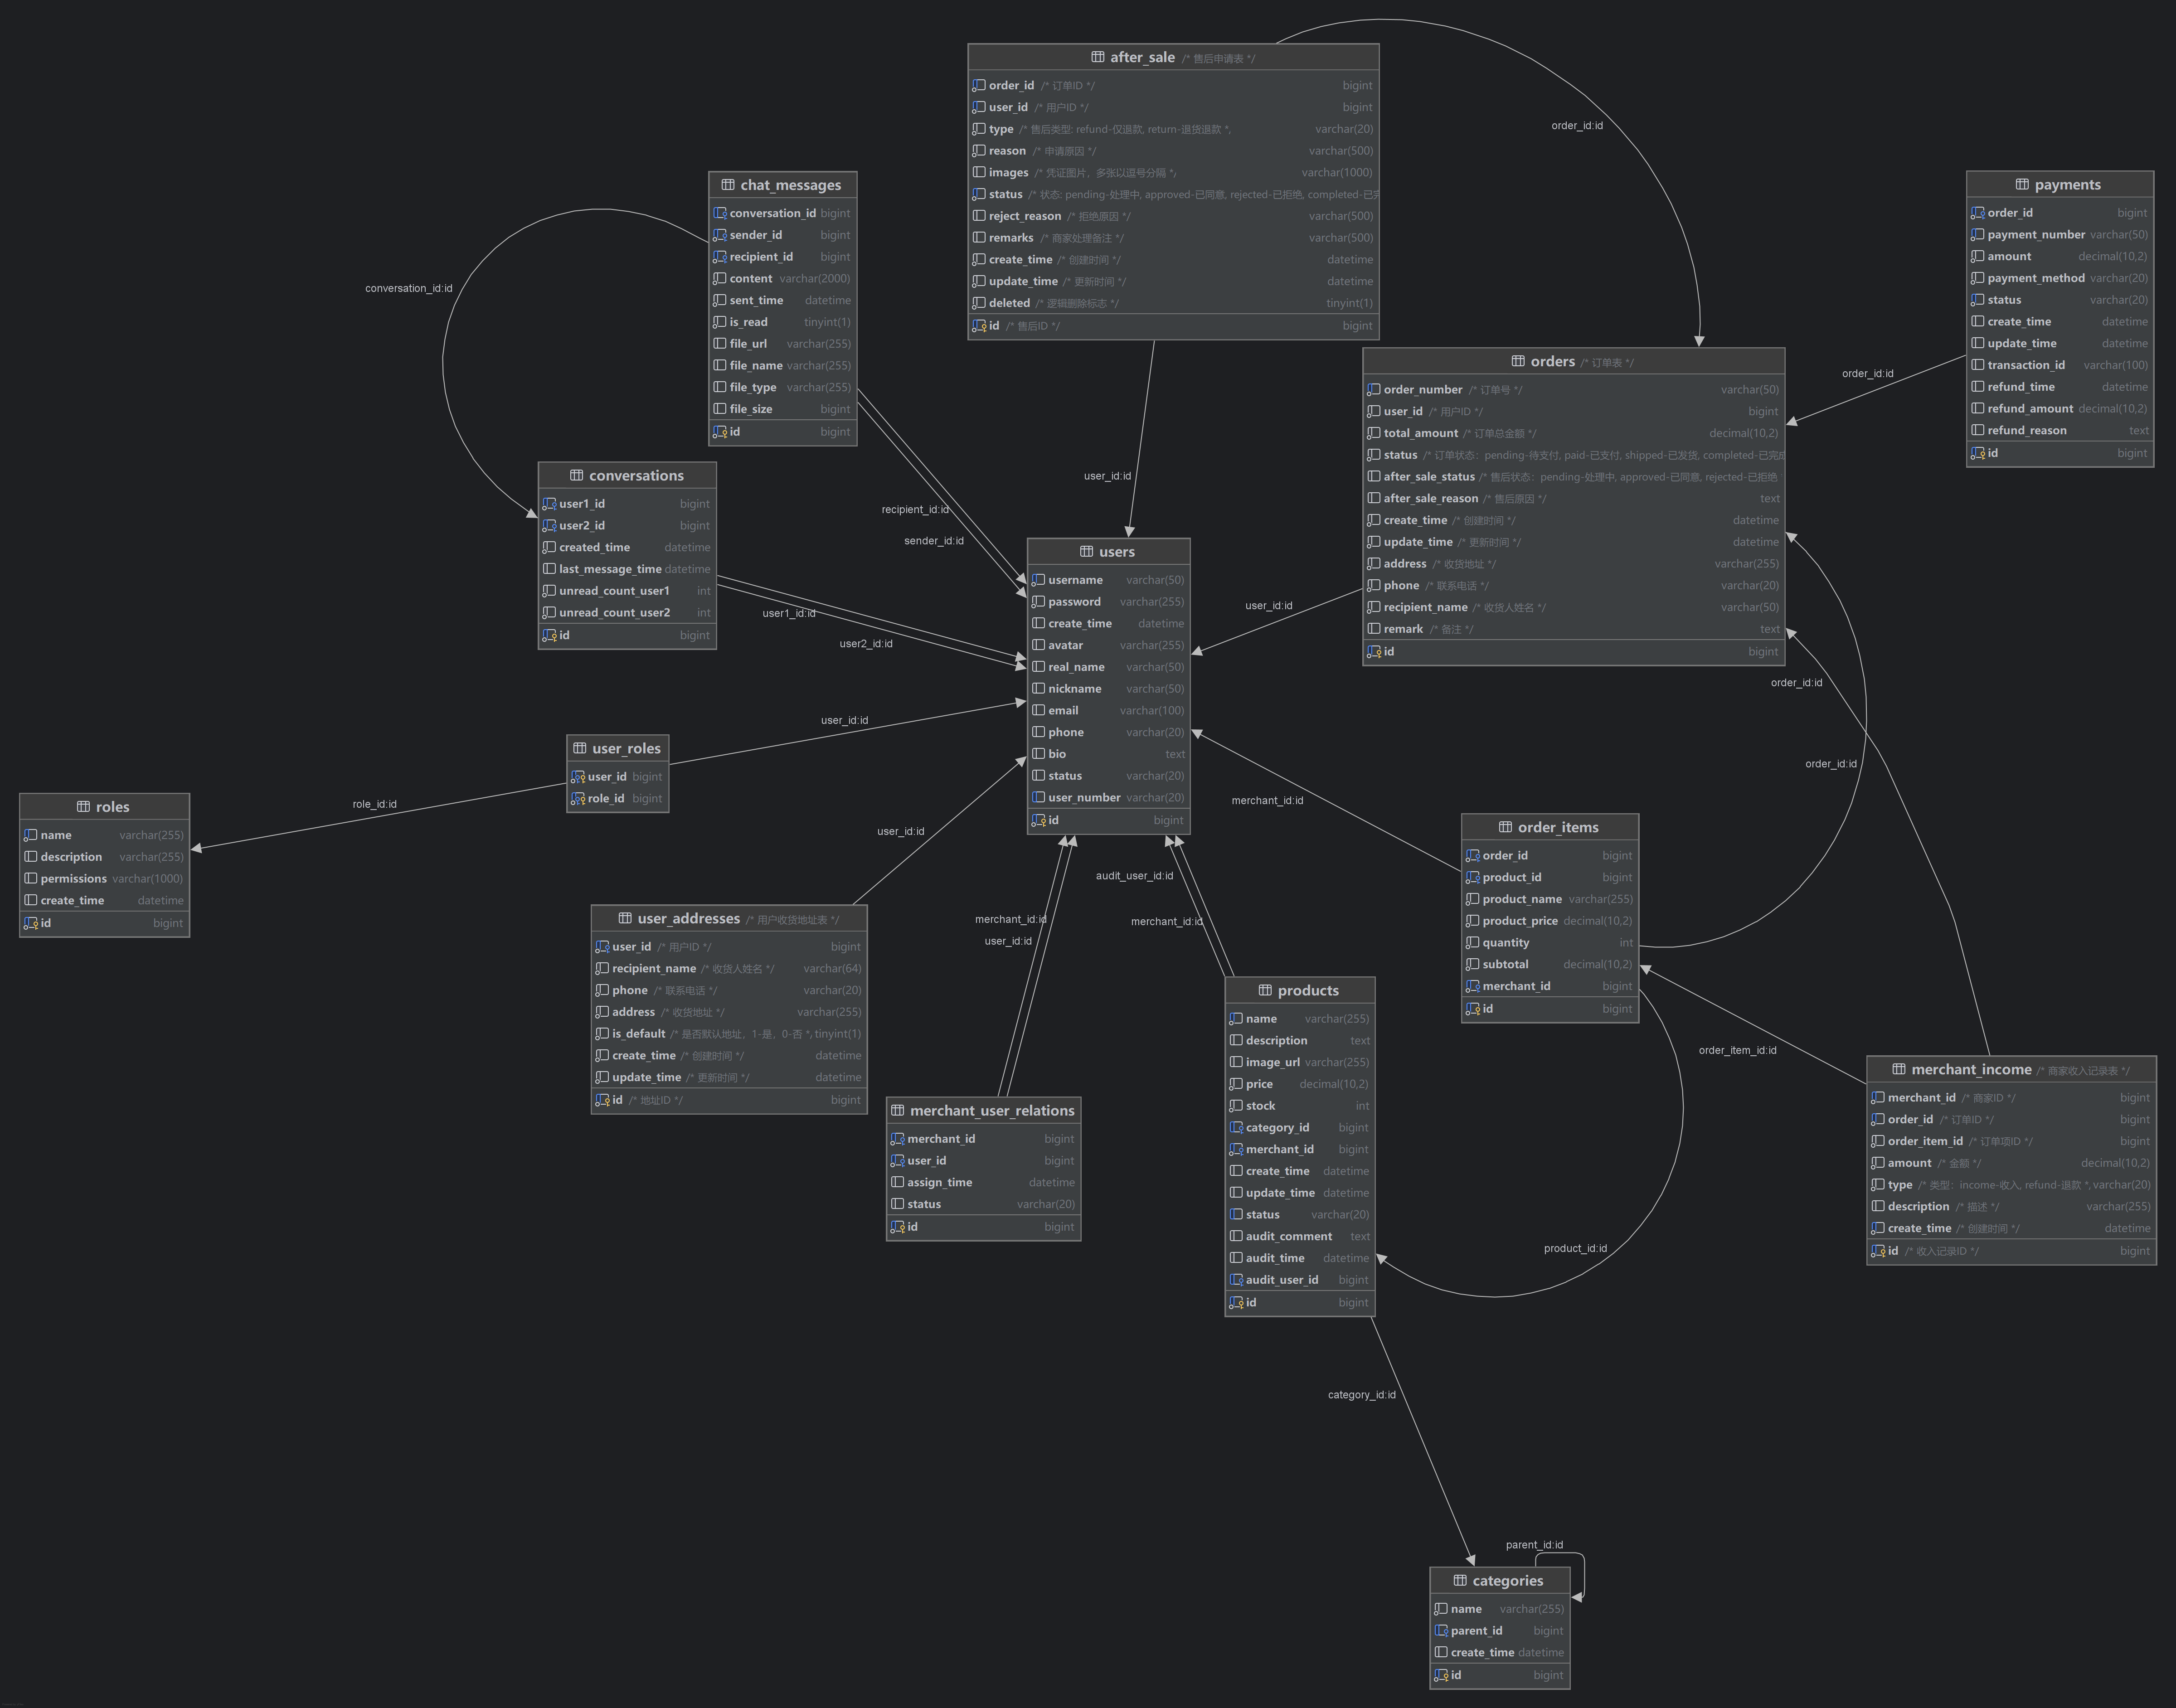 after_sale /* 售后申请表 */
order_id /* 订单ID */ bigint
user_id /* 用户ID */ bigint
type /* 售后类型: refund-仅退款, return-退货退款 *, varchar(20)
reason /* 申请原因 */ varchar(500)
images /* 凭证图片，多张以逗号分隔 */ varchar(1000)
status /* 状态: pending-处理中, approved-已同意, rejected-已拒绝, completed-已完
reject_reason /* 拒绝原因 */ varchar(500)
remarks /* 商家处理备注 */ varchar(500)
create_time /* 创建时间 */ datetime
update_time /* 更新时间 */ datetime
deleted /* 逻辑删除标志 */ tinyint(1)
id /* 售后ID */ bigint
order_id:id
chat_messages
conversation_id bigint
sender_id bigint
recipient_id bigint
content varchar(2000)
sent_time datetime
is_read tinyint(1)
file_url varchar(255)
file_name varchar(255)
file_type varchar(255)
file_size bigint
id bigint
conversation_id:id
payments
order_id bigint
payment_number varchar(50)
amount decimal(10,2)
payment_method varchar(20)
status varchar(20)
create_time datetime
update_time datetime
transaction_id varchar(100)
refund_time datetime
refund_amount decimal(10,2)
refund_reason text
id bigint
order_id:id
orders /* 订单表 */
order_number /* 订单号 */ varchar(50)
user_id /* 用户ID */ bigint
total_amount /* 订单总金额 */ decimal(10,2)
status /* 订单状态：pending-待支付, paid-已支付, shipped-已发货, completed-已完成
after_sale_status /* 售后状态：pending-处理中, approved-已同意, rejected-已拒绝
after_sale_reason /* 售后原因 */ text
create_time /* 创建时间 */ datetime
update_time /* 更新时间 */ datetime
address /* 收货地址 */ varchar(255)
phone /* 联系电话 */ varchar(20)
recipient_name /* 收货人姓名 */ varchar(50)
remark /* 备注 */ text
id bigint
conversations
user1_id bigint
user2_id bigint
created_time datetime
last_message_time datetime
unread_count_user1 int
unread_count_user2 int
id bigint
user_id:id
recipient_id:id
sender_id:id
user1_id:id
user2_id:id
user_id:id
users
username varchar(50)
password varchar(255)
create_time datetime
avatar varchar(255)
real_name varchar(50)
nickname varchar(50)
email varchar(100)
phone varchar(20)
bio text
status varchar(20)
user_number varchar(20)
id bigint
order_id:id
order_id:id
user_id:id
user_roles
user_id bigint
role_id bigint
role_id:id
roles
name varchar(255)
description varchar(255)
permissions varchar(1000)
create_time datetime
id bigint
merchant_id:id
user_id:id
order_items
order_id bigint
product_id bigint
product_name varchar(255)
product_price decimal(10,2)
quantity int
subtotal decimal(10,2)
merchant_id bigint
id bigint
audit_user_id:id
merchant_id:id
merchant_id:id
user_id:id
user_addresses /* 用户收货地址表 */
user_id /* 用户ID */ bigint
recipient_name /* 收货人姓名 */ varchar(64)
phone /* 联系电话 */ varchar(20)
address /* 收货地址 */ varchar(255)
is_default /* 是否默认地址，1-是，0-否 *, tinyint(1)
create_time /* 创建时间 */ datetime
update_time /* 更新时间 */ datetime
id /* 地址ID */ bigint
products
name varchar(255)
description text
image_url varchar(255)
price decimal(10,2)
stock int
category_id bigint
merchant_id bigint
create_time datetime
update_time datetime
status varchar(20)
audit_comment text
audit_time datetime
audit_user_id bigint
id bigint
order_item_id:id
merchant_income /* 商家收入记录表 */
merchant_id /* 商家ID */ bigint
order_id /* 订单ID */ bigint
order_item_id /* 订单项ID */ bigint
amount /* 金额 */ decimal(10,2)
type /* 类型：income-收入, refund-退款 *, varchar(20)
description /* 描述 */ varchar(255)
create_time /* 创建时间 */ datetime
id /* 收入记录ID */ bigint
merchant_user_relations
merchant_id bigint
user_id bigint
assign_time datetime
status varchar(20)
id bigint
product_id:id
category_id:id
parent_id:id
categories
name varchar(255)
parent_id bigint
create_time datetime
id bigint